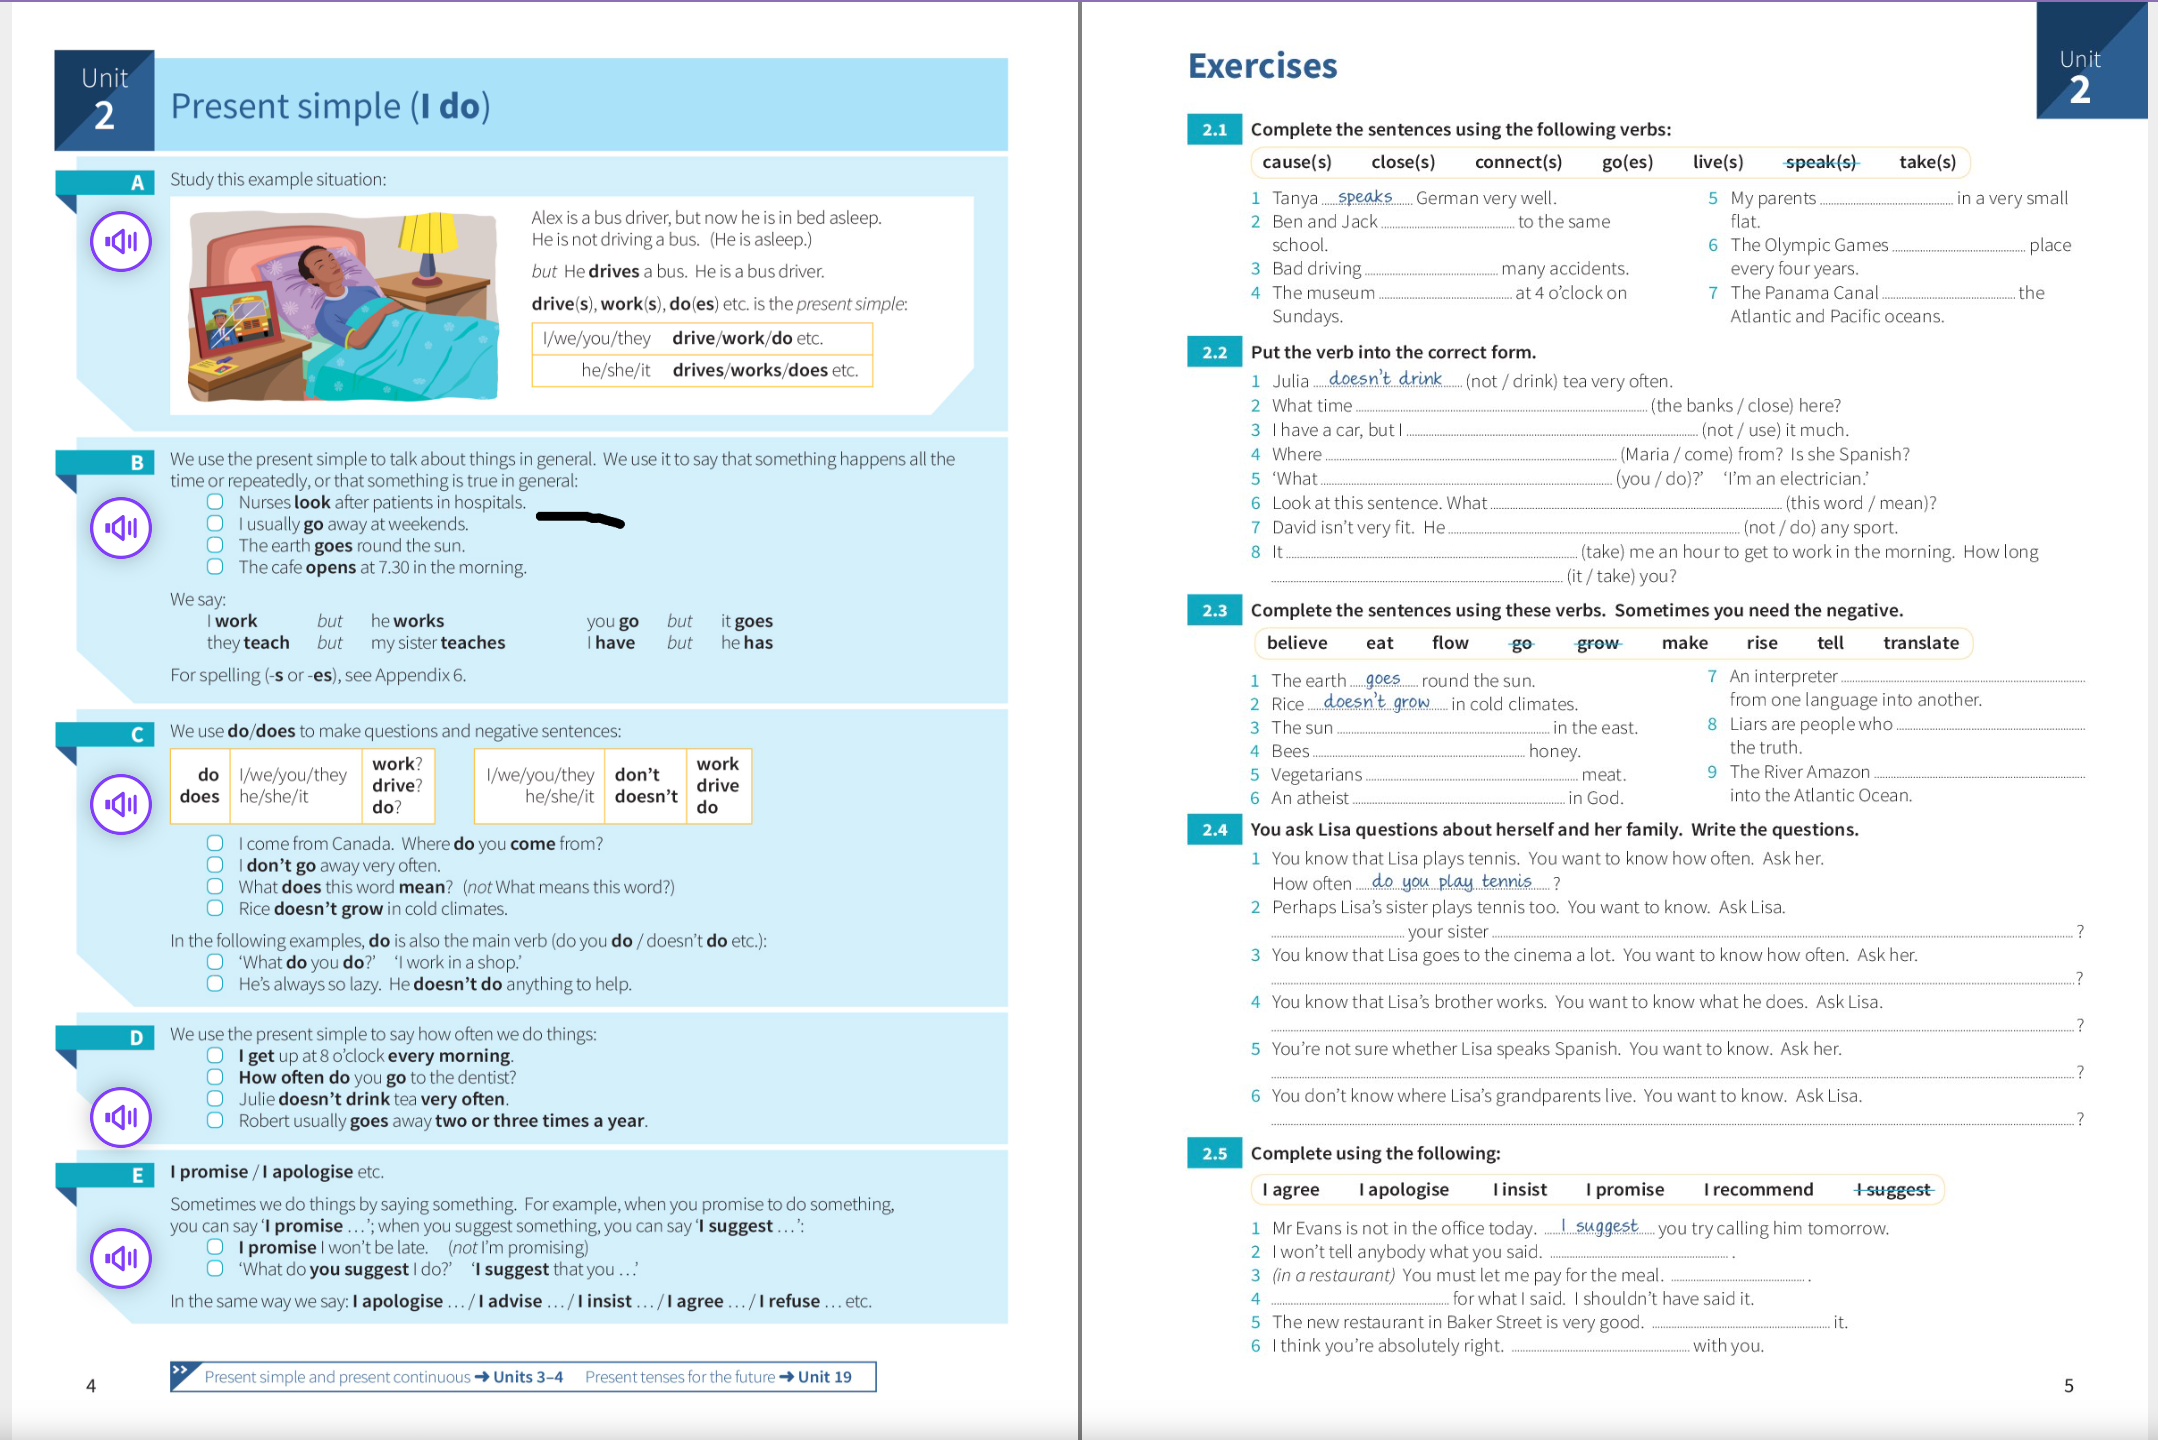 Unit
2
Present simple (I do)
A
Study this example situation:
Alex is a bus driver, but now he is in bed asleep.
He is not driving a bus. (He is asleep.)
but He drives a bus. He is a bus driver.
drive(s), work(s), do(es) etc. is the present simple:
I/we/you/they drive/work/do etc.
he/she/it drives/works/does etc.
B
We use the present simple to talk about things in general. We use it to say that something happens all the
time or repeatedly, or that something is true in general:
Nurses look after patients in hospitals.
I usually go away at weekends.
The earth goes round the sun.
The cafe opens at 7.30 in the morning.
We say:
I work but he works you go but it goes
they teach but my sister teaches I have but he has
For spelling (-s or -es), see Appendix 6.
C
We use do/does to make questions and negative sentences:
do I/we/you/they work?
does he/she/it drive?
do?
I/we/you/they don't work
he/she/it doesn't drive
do
I come from Canada. Where do you come from?
I don't go away very often.
What does this word mean? (not What means this word?)
Rice doesn't grow in cold climates.
In the following examples, do is also the main verb (do you do / doesn't do etc.):
'What do you do?' 'I work in a shop.'
He's always so lazy. He doesn't do anything to help.
D
We use the present simple to say how often we do things:
I get up at 8 o'clock every morning.
How often do you go to the dentist?
Julie doesn't drink tea very often.
Robert usually goes away two or three times a year.
E
I promise / I apologise etc.
Sometimes we do things by saying something. For example, when you promise to do something,
you can say 'I promise …'; when you suggest something, you can say 'I suggest …':
I promise I won't be late. (not I'm promising)
'What do you suggest I do?' 'I suggest that you …'
In the same way we say: I apologise … / I advise … / I insist … / I agree … / I refuse … etc.
Present simple and present continuous ➜ Units 3–4 Present tenses for the future ➜ Unit 19
4
Unit
2
Exercises
2.1 Complete the sentences using the following verbs:
cause(s) close(s) connect(s) go(es) live(s) speak(s) take(s)
1 Tanya speaks German very well.
2 Ben and Jack ............ to the same
school.
3 Bad driving ............ many accidents.
4 The museum ............ at 4 o'clock on
Sundays.
5 My parents ............ in a very small
flat.
6 The Olympic Games ............ place
every four years.
7 The Panama Canal ............ the
Atlantic and Pacific oceans.
2.2 Put the verb into the correct form.
1 Julia doesn't drink (not / drink) tea very often.
2 What time ............ (the banks / close) here?
3 I have a car, but I ............ (not / use) it much.
4 Where ............ (Maria / come) from? Is she Spanish?
5 'What ............ (you / do)?' 'I'm an electrician.'
6 Look at this sentence. What ............ (this word / mean)?
7 David isn't very fit. He ............ (not / do) any sport.
8 It ............ (take) me an hour to get to work in the morning. How long
............ (it / take) you?
2.3 Complete the sentences using these verbs. Sometimes you need the negative.
believe eat flow go grow make rise tell translate
1 The earth goes round the sun.
2 Rice doesn't grow in cold climates.
3 The sun ............ in the east.
4 Bees ............ honey.
5 Vegetarians ............ meat.
6 An atheist ............ in God.
7 An interpreter ............
from one language into another.
8 Liars are people who ............
the truth.
9 The River Amazon ............
into the Atlantic Ocean.
2.4 You ask Lisa questions about herself and her family. Write the questions.
1 You know that Lisa plays tennis. You want to know how often. Ask her.
How often do you play tennis ?
2 Perhaps Lisa's sister plays tennis too. You want to know. Ask Lisa.
............ your sister ............ ?
3 You know that Lisa goes to the cinema a lot. You want to know how often. Ask her.
............ ?
4 You know that Lisa's brother works. You want to know what he does. Ask Lisa.
............ ?
5 You're not sure whether Lisa speaks Spanish. You want to know. Ask her.
............ ?
6 You don't know where Lisa's grandparents live. You want to know. Ask Lisa.
............ ?
2.5 Complete using the following:
I agree I apologise I insist I promise I recommend I suggest
1 Mr Evans is not in the office today. I suggest you try calling him tomorrow.
2 I won't tell anybody what you said. ............ .
3 (in a restaurant) You must let me pay for the meal. ............ .
4 ............ for what I said. I shouldn't have said it.
5 The new restaurant in Baker Street is very good. ............ it.
6 I think you're absolutely right. ............ with you.
5